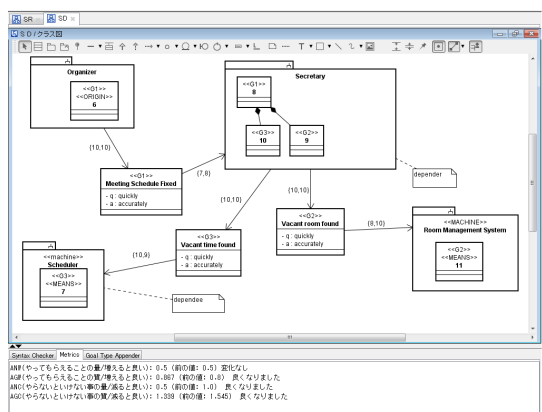 SR
SD
SD/クラス図
Organizer
<<G1>>
<<ORIGIN>>
6
Secretary
<<G1>>
8
<<G3>>
10
<<G2>>
9
(10,10)
(7,8)
<<G1>>
Meeting Schedule Fixed
- q : quickly
- a : accurately
depender
(10,10)
(10,10)
<<G3>>
Vacant time found
- q : quickly
- a : accurately
<<G2>>
Vacant room found
- q : quickly
- a : accurately
(8,10)
<<MACHINE>>
Room Management System
<<G2>>
<<MEANS>>
11
(10,9)
<<machine>>
Scheduler
<<G3>>
<<MEANS>>
7
dependee
Syntax Checker
Metrics
Goal Type Appender
ANW(やってもらえることの量/増えると良い): 0.5 (前の値: 0.5) 変化なし
AGW(やってもらえることの質/増えると良い): 0.867 (前の値: 0.8) 良くなりました
ANC(やらないといけない事の量/減ると良い): 0.5 (前の値: 1.0) 良くなりました
AGC(やらないといけない事の質/減ると良い): 1.339 (前の値: 1.545) 良くなりました